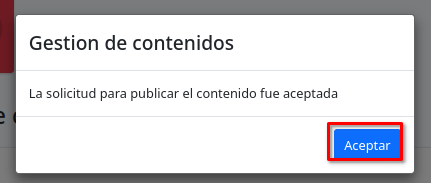 Gestion de contenidos
La solicitud para publicar el contenido fue aceptada
Aceptar